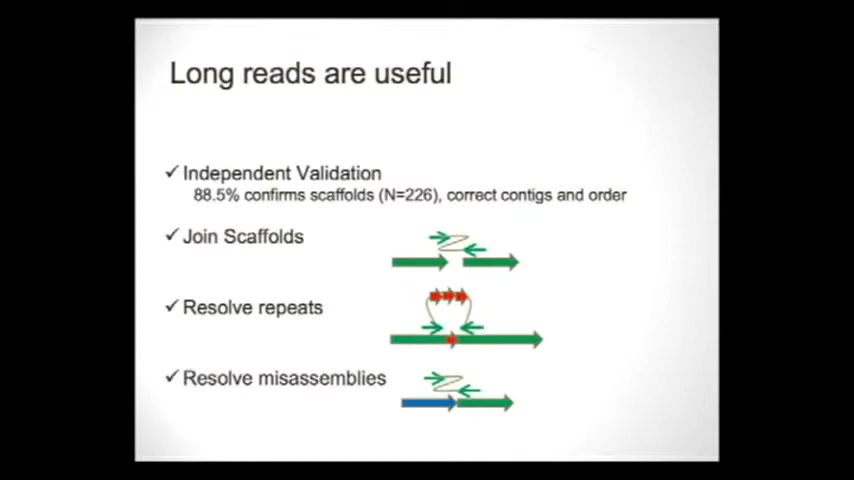 Long reads are useful
✓ Independent Validation
88.5% confirms scaffolds (N=226), correct contigs and order
✓ Join Scaffolds
✓ Resolve repeats
✓ Resolve misassemblies